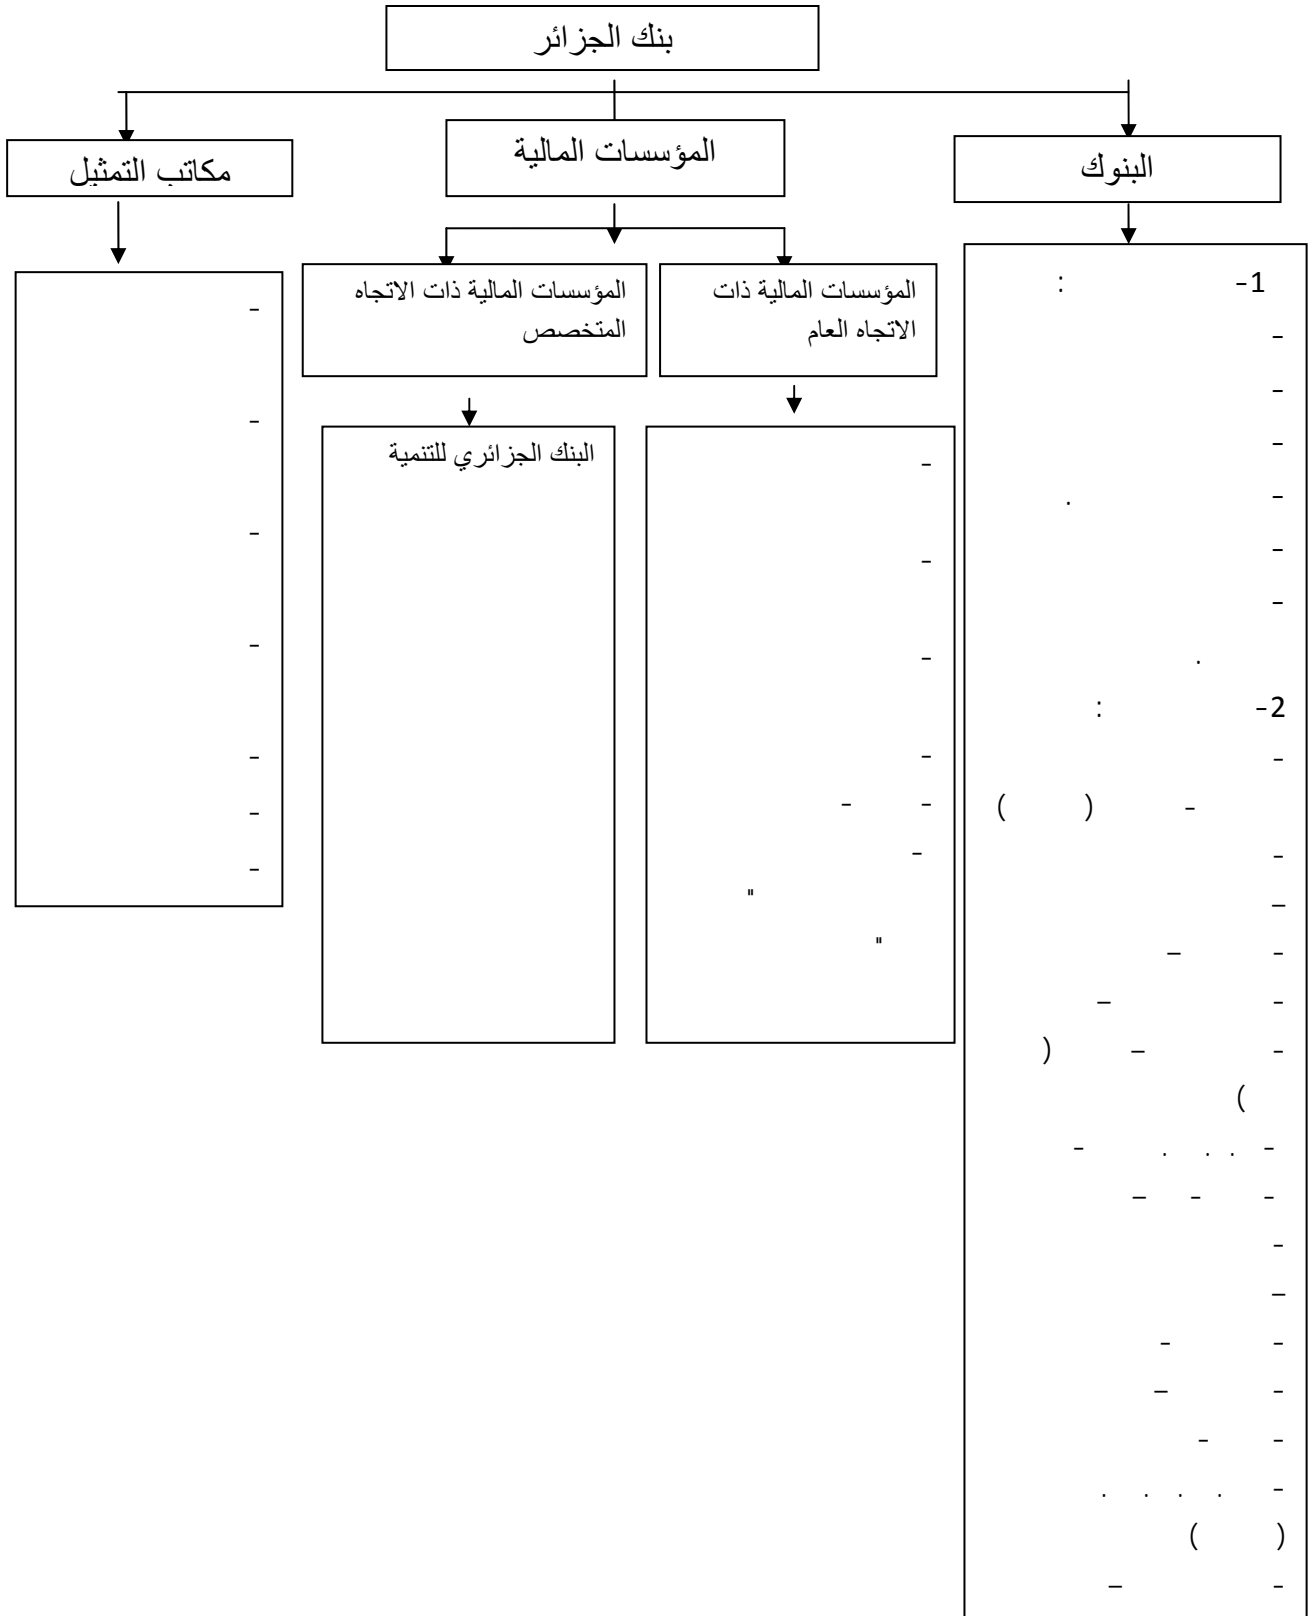 بنك الجزائر
البنوك
المؤسسات المالية
مكاتب التمثيل
المؤسسات المالية ذات
الاتجاه العام
المؤسسات المالية ذات الاتجاه
المتخصص
البنك الجزائري للتنمية
1- :
-
-
-
- .
-
-
.
2- :
-
- ( )
-
–
- –
- –
- – (
)
- . . . -
- - –
-
–
- -
- –
- -
- . . . .
( )
- –
-
-
-
-
- - -
-
"
"
-
-
-
-
-
-
-